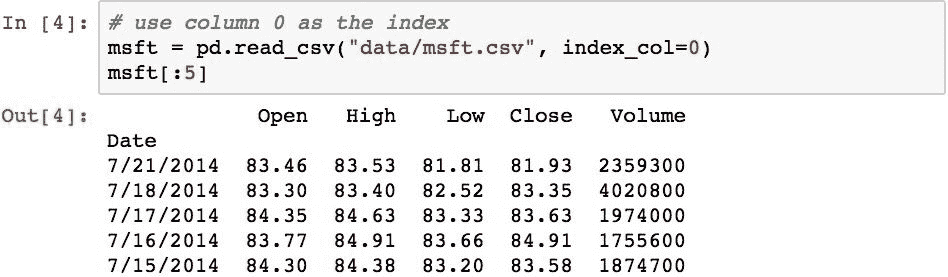 In [4]: # use column 0 as the index
msft = pd.read_csv("data/msft.csv", index_col=0)
msft[:5]
Out[4]: Open High Low Close Volume
Date
7/21/2014 83.46 83.53 81.81 81.93 2359300
7/18/2014 83.30 83.40 82.52 83.35 4020800
7/17/2014 84.35 84.63 83.33 83.63 1974000
7/16/2014 83.77 84.91 83.66 84.91 1755600
7/15/2014 84.30 84.38 83.20 83.58 1874700